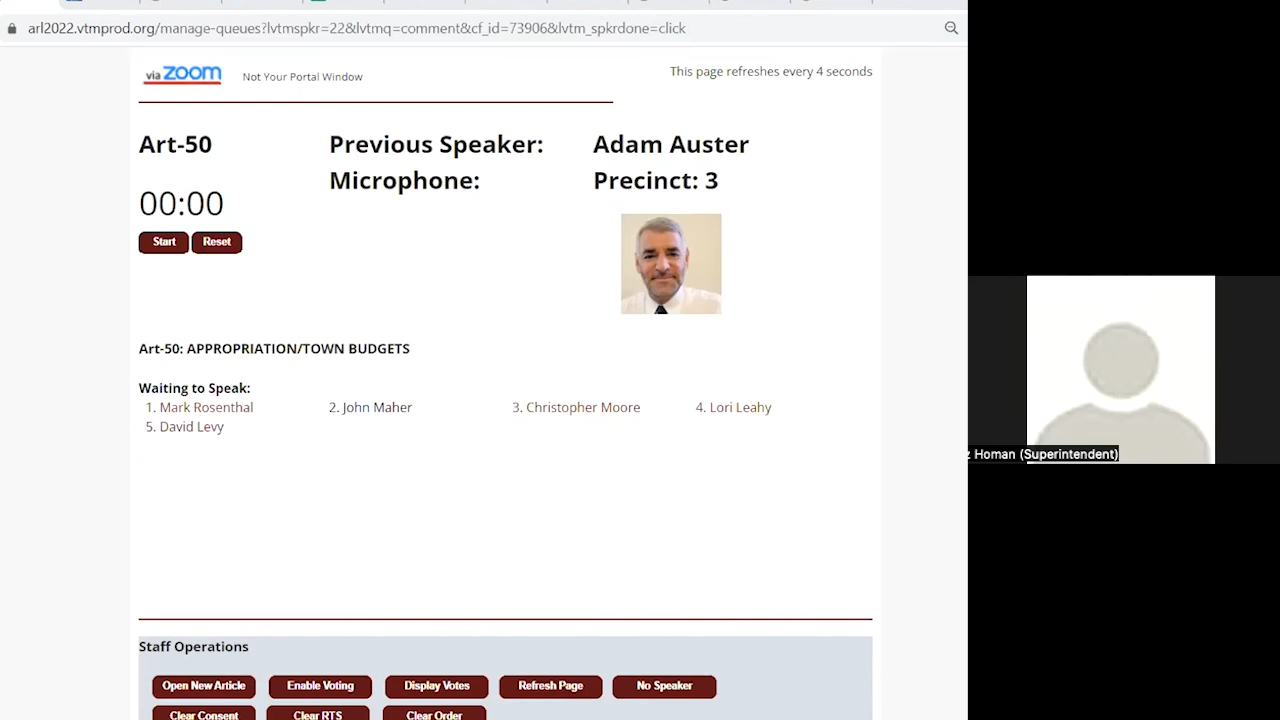 arl2022.vtmprod.org/manage-queues?lvtmspkr=22&lvtmq=comment&cf_id=73906&lvtm_spkrdone=click
via zoom Not Your Portal Window This page refreshes every 4 seconds
Art-50 Previous Speaker: Adam Auster
Microphone: Precinct: 3
00:00
Start Reset
Art-50: APPROPRIATION/TOWN BUDGETS
Waiting to Speak:
1. Mark Rosenthal 2. John Maher 3. Christopher Moore 4. Lori Leahy
5. David Levy
Homan (Superintendent)
Staff Operations
Open New Article Enable Voting Display Votes Refresh Page No Speaker
Clear Consent Clear RTS Clear Order